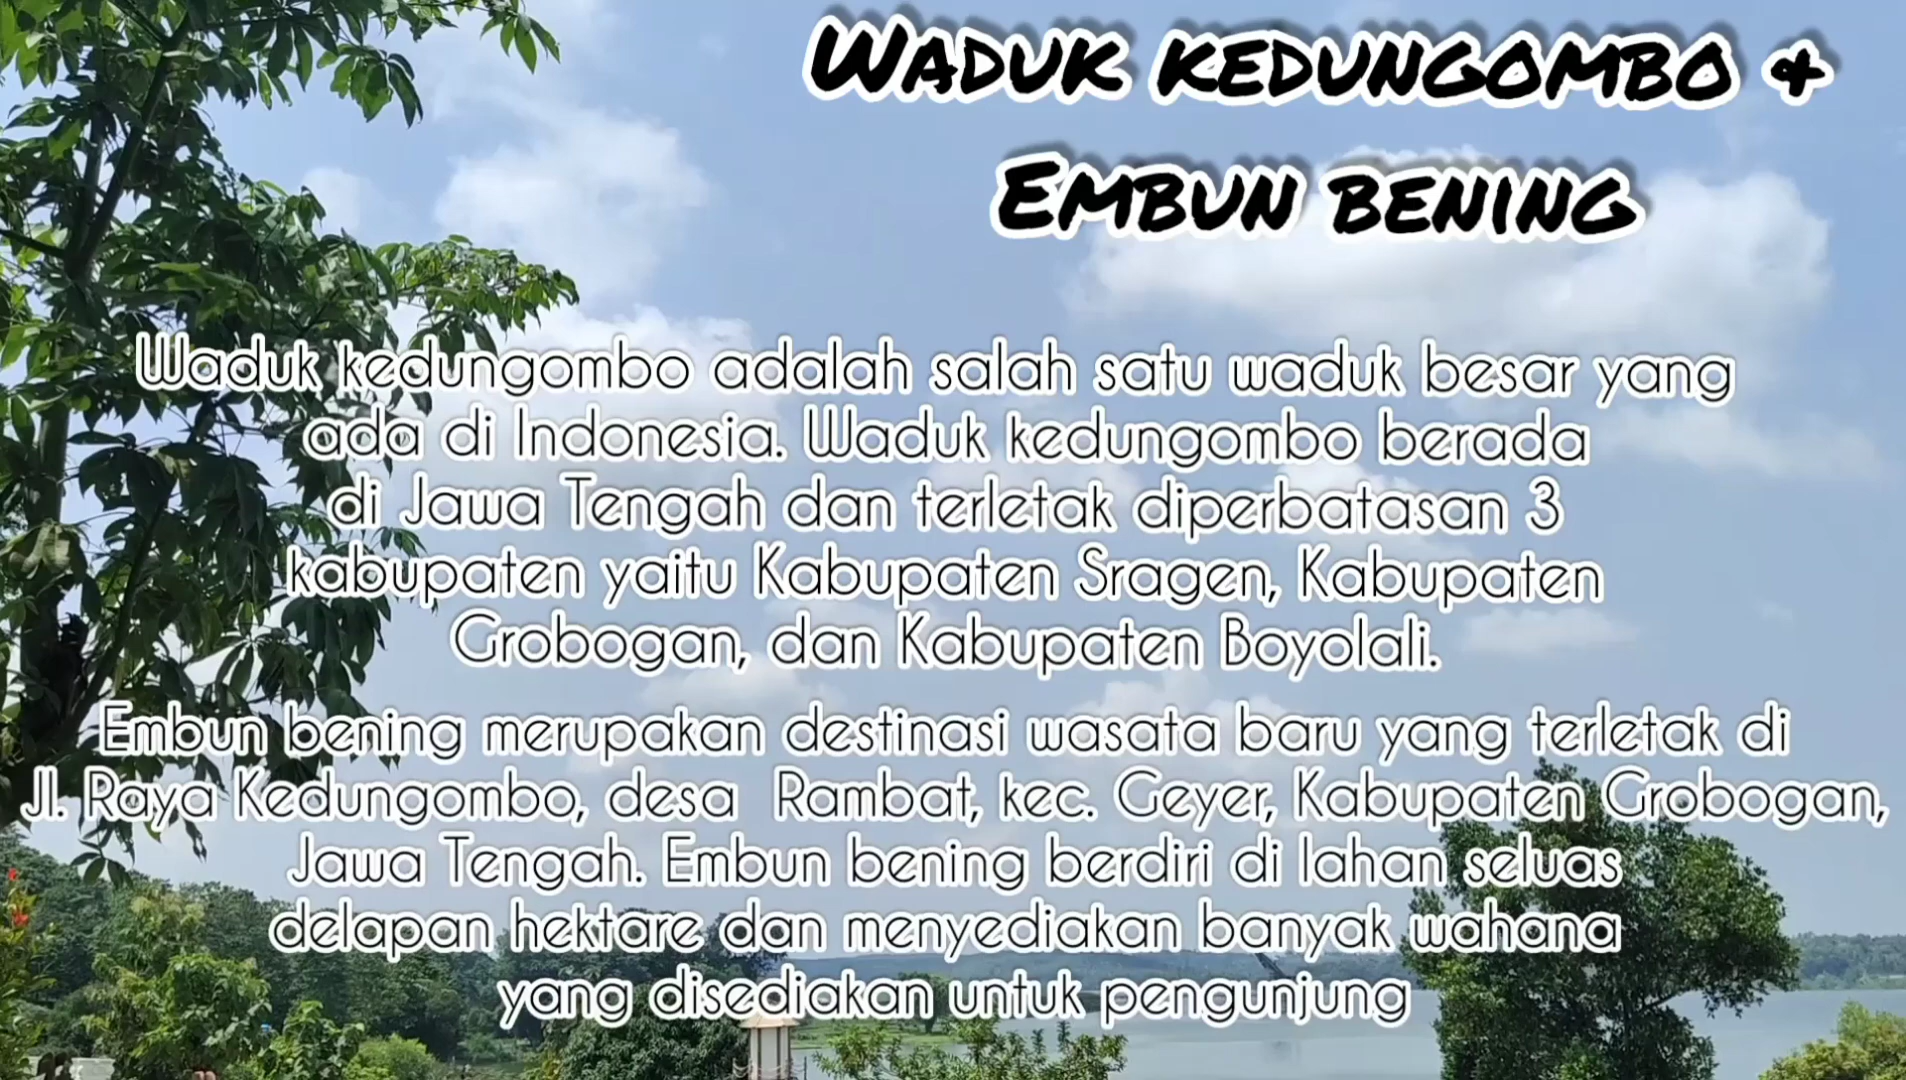 Waduk kedungombo &
Embun bening
Waduk kedungombo adalah salah satu waduk besar yang
ada di Indonesia. Waduk kedungombo berada
di Jawa Tengah dan terletak diperbatasan 3
kabupaten yaitu Kabupaten Sragen, Kabupaten
Grobogan, dan Kabupaten Boyolali.
Embun bening merupakan destinasi wasata baru yang terletak di
Jl. Raya Kedungombo, desa Rambat, kec. Geyer, Kabupaten Grobogan,
Jawa Tengah. Embun bening berdiri di lahan seluas
delapan hektare dan menyediakan banyak wahana
yang disediakan untuk pengunjung